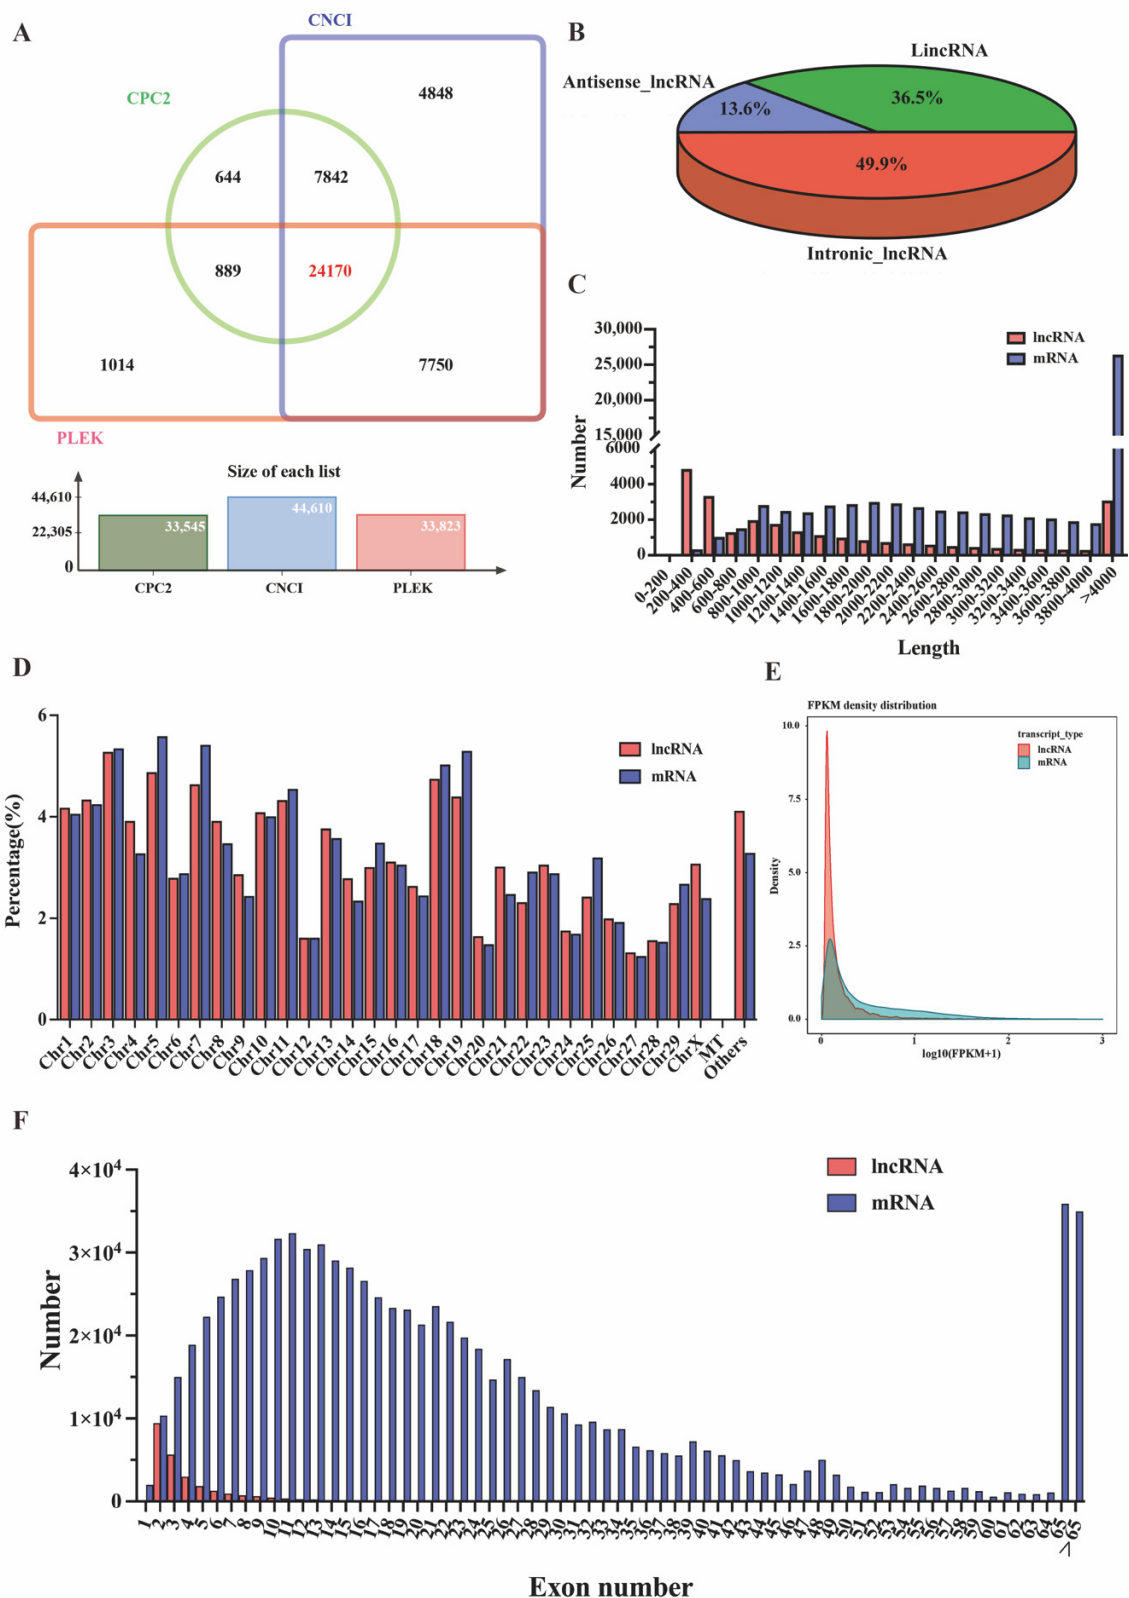 A
CNCI
CPC2
4848
644
7842
889
24170
1014
7750
PLEK
Size of each list
44,610
22,305
0
33,545
44,610
33,823
CPC2
CNCI
PLEK
B
LincRNA
Antisense_lncRNA
36.5%
13.6%
49.9%
Intronic_lncRNA
C
30,000
25,000
20,000
15,000
6000
4000
2000
0
Number
lncRNA
mRNA
0-200
200-400
400-600
600-800
800-1000
1000-1200
1200-1400
1400-1600
1600-1800
1800-2000
2000-2200
2200-2400
2400-2600
2600-2800
2800-3000
3000-3200
3200-3400
3400-3600
3600-3800
3800-4000
>4000
Length
D
6
4
2
0
Percentage(%)
lncRNA
mRNA
Chr1
Chr2
Chr3
Chr4
Chr5
Chr6
Chr7
Chr8
Chr9
Chr10
Chr11
Chr12
Chr13
Chr14
Chr15
Chr16
Chr17
Chr18
Chr19
Chr20
Chr21
Chr22
Chr23
Chr24
Chr25
Chr26
Chr27
Chr28
Chr29
ChrX
MT
Others
E
FPKM density distribution
10.0
7.5
5.0
2.5
0.0
Density
transcript_type
lncRNA
mRNA
0
1
2
3
log10(FPKM+1)
F
4×10⁴
3×10⁴
2×10⁴
1×10⁴
0
Number
lncRNA
mRNA
1
2
2
3
4
5
6
7
8
9
10
11
12
13
14
15
16
17
18
19
20
21
22
23
24
25
26
27
28
29
30
31
32
33
34
35
36
37
38
39
40
41
42
43
44
45
46
47
48
49
50
51
52
53
54
55
56
57
58
59
60
61
62
63
64
65
>65
Exon number